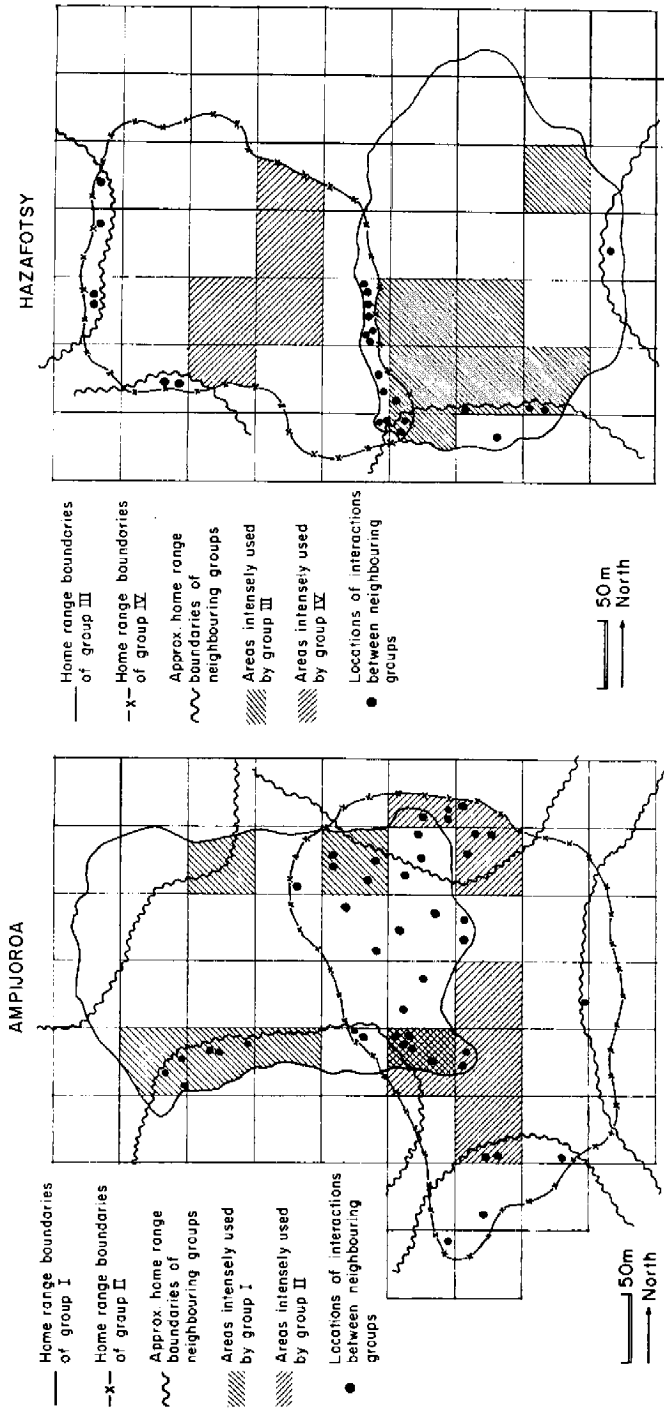 AMPIJOROA
Home range boundaries
of group I
-x- Home range boundaries
of group II
Approx. home range
boundaries of
neighbouring groups
Areas intensely used
by group I
Areas intensely used
by group II
Locations of interactions
between neighbouring
groups
50m
North
HAZAFOTSY
Home range boundaries
of group III
-x- Home range boundaries
of group IV
Approx. home range
boundaries of
neighbouring groups
Areas intensely used
by group III
Areas intensely used
by group IV
Locations of interactions
between neighbouring
groups
50m
North